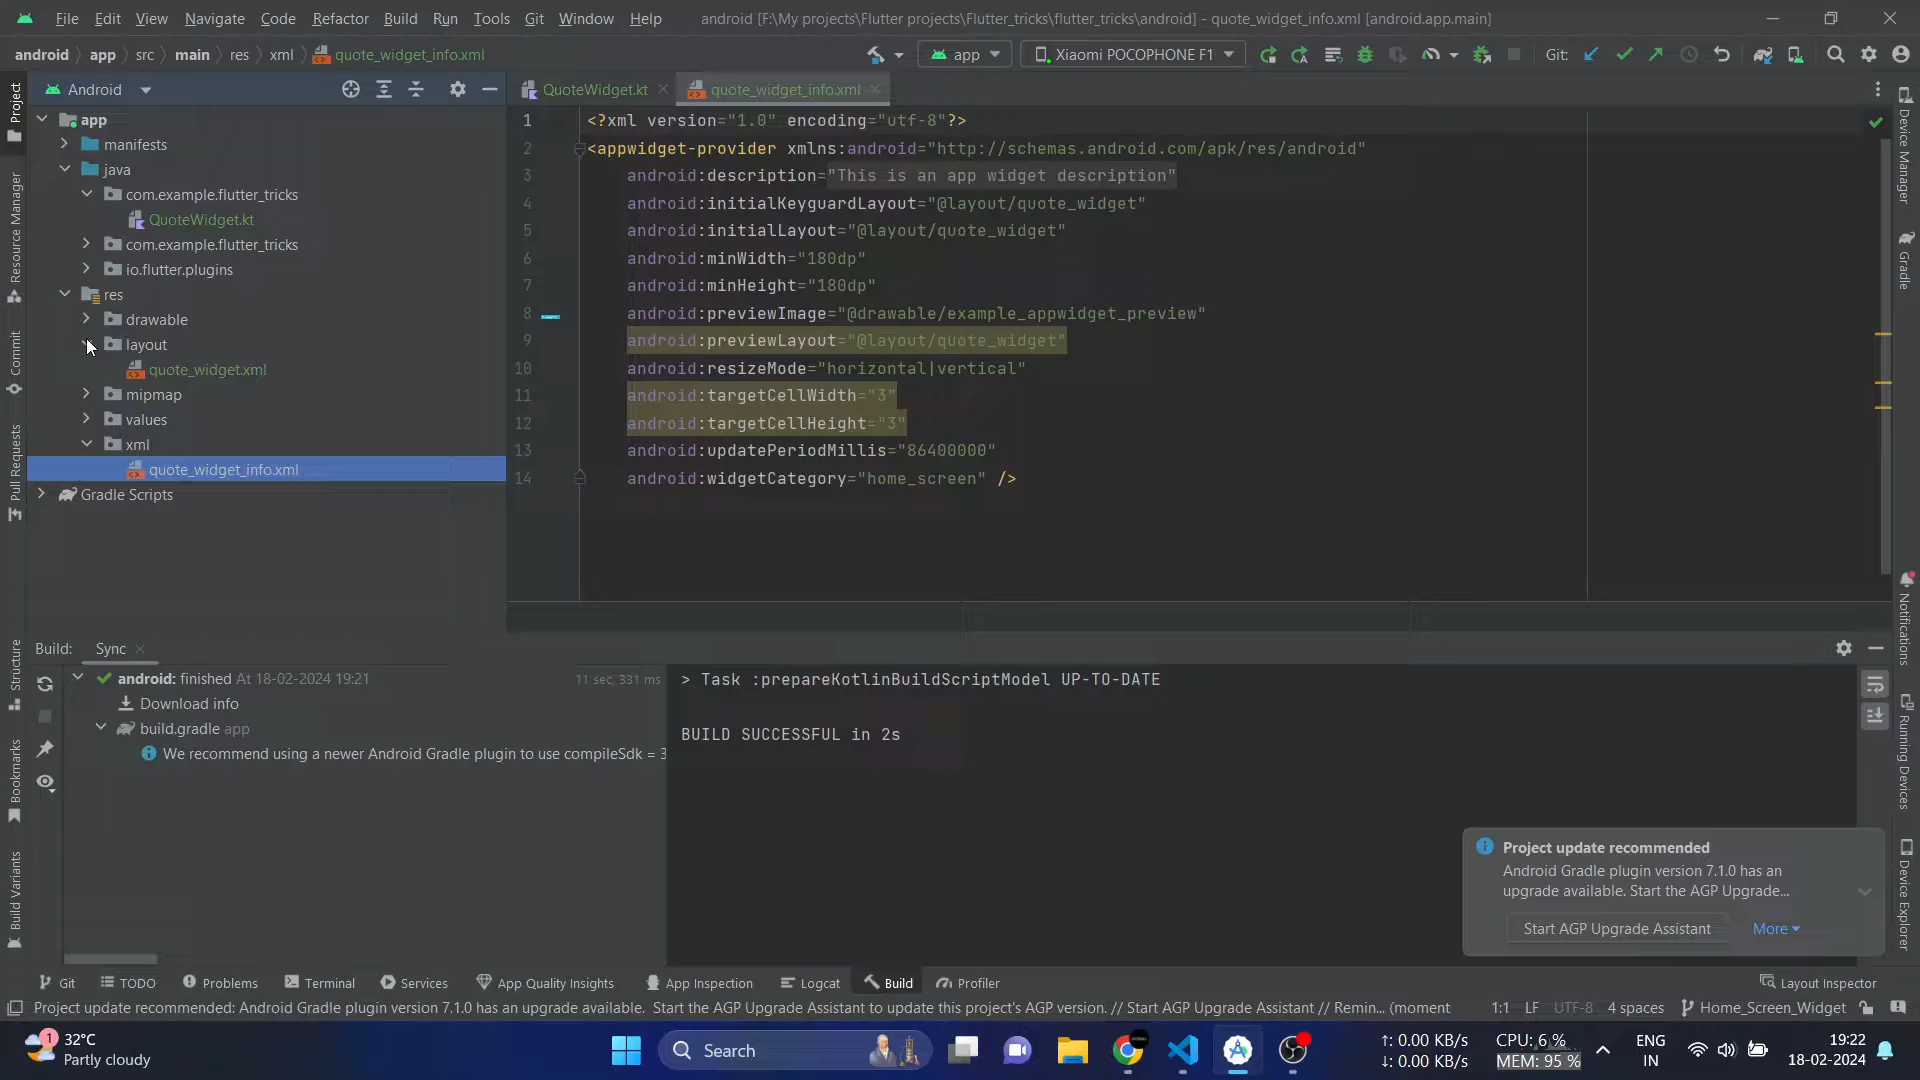 File Edit View Navigate Code Refactor Build Run Tools Git Window Help android [F:\My projects\Flutter projects\Flutter_tricks\flutter_tricks\android] - quote_widget_info.xml [android.app.main]
android app src main res xml quote_widget_info.xml app Xiaomi POCOPHONE F1 Git:
Project
Resource Manager
Commit
Pull Requests
Structure
Bookmarks
Build Variants
Android
app
manifests
java
com.example.flutter_tricks
QuoteWidget.kt
com.example.flutter_tricks
io.flutter.plugins
res
drawable
layout
quote_widget.xml
mipmap
values
xml
quote_widget_info.xml
Gradle Scripts
QuoteWidget.kt quote_widget_info.xml
1 <?xml version="1.0" encoding="utf-8"?>
2 <appwidget-provider xmlns:android="http://schemas.android.com/apk/res/android"
3 android:description="This is an app widget description"
4 android:initialKeyguardLayout="@layout/quote_widget"
5 android:initialLayout="@layout/quote_widget"
6 android:minWidth="180dp"
7 android:minHeight="180dp"
8 android:previewImage="@drawable/example_appwidget_preview"
9 android:previewLayout="@layout/quote_widget"
10 android:resizeMode="horizontal|vertical"
11 android:targetCellWidth="3"
12 android:targetCellHeight="3"
13 android:updatePeriodMillis="86400000"
14 android:widgetCategory="home_screen" />
Device Manager
Gradle
Notifications
Running Devices
Device Explorer
Build: Sync
android: finished At 18-02-2024 19:21 11 sec, 331 ms
Download info
build.gradle app
We recommend using a newer Android Gradle plugin to use compileSdk = 3
> Task :prepareKotlinBuildScriptModel UP-TO-DATE
BUILD SUCCESSFUL in 2s
Project update recommended
Android Gradle plugin version 7.1.0 has an
upgrade available. Start the AGP Upgrade...
Start AGP Upgrade Assistant More
Git TODO Problems Terminal Services App Quality Insights App Inspection Logcat Build Profiler Layout Inspector
Project update recommended: Android Gradle plugin version 7.1.0 has an upgrade available. Start the AGP Upgrade Assistant to update this project's AGP version. // Start AGP Upgrade Assistant // Remin... (moment 1:1 LF UTF-8 4 spaces Home_Screen_Widget
1
32°C
Partly cloudy
Search
↑: 0.00 KB/s
↓: 0.00 KB/s
CPU: 6 %
MEM: 95 %
ENG
IN
19:22
18-02-2024